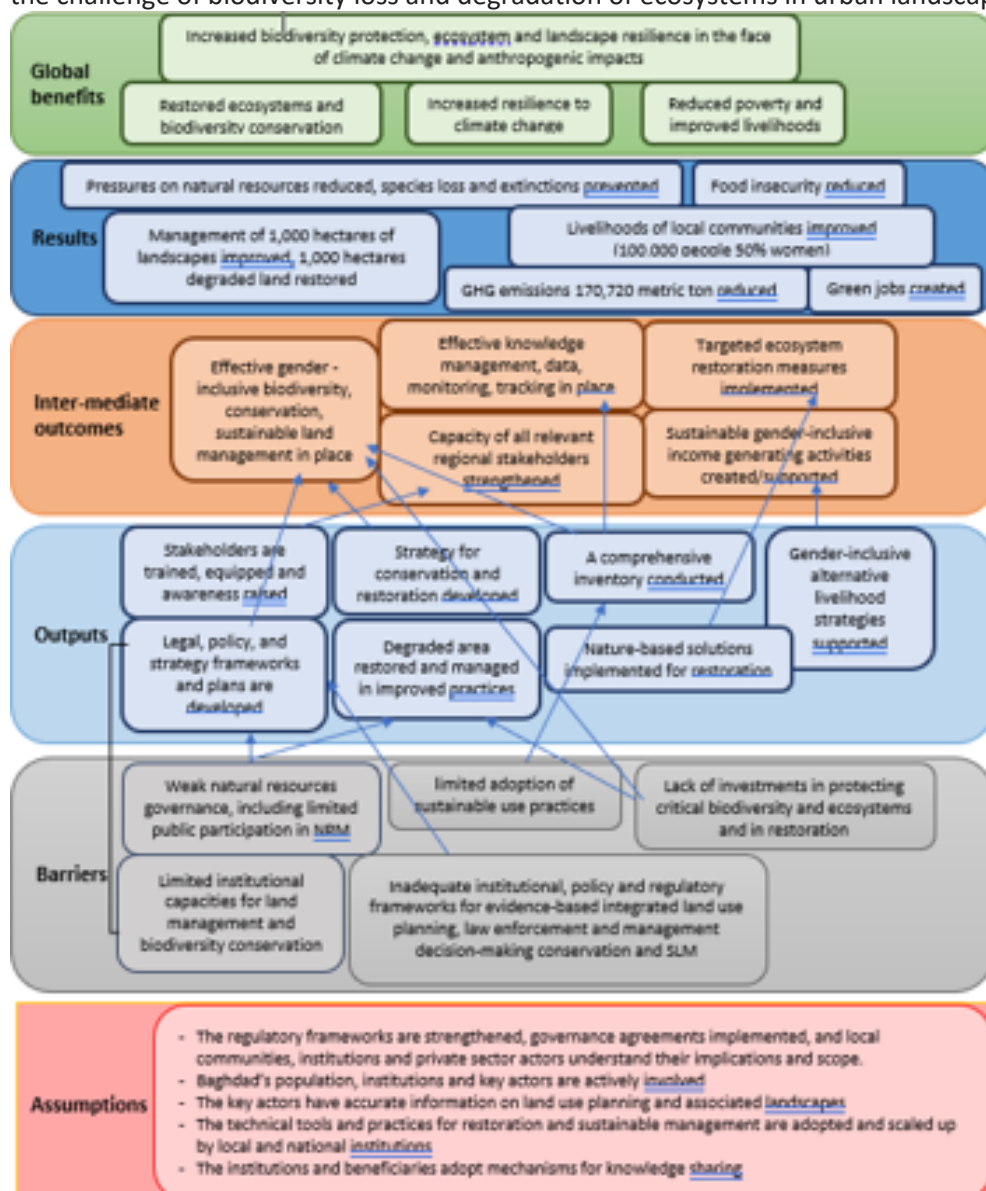 the challenge of biodiversity loss and degradation of ecosystems in urban landscap
Increased biodiversity protection, ecosystem and landscape resilience in the face
of climate change and anthropogenic impacts
Global
benefits
Restored ecosystems and
biodiversity conservation
Increased resilience to
climate change
Reduced poverty and
improved livelihoods
Pressures on natural resources reduced, species loss and extinctions prevented
Food insecurity reduced
Results
Management of 1,000 hectares of
landscapes improved, 1,000 hectares
degraded land restored
Livelihoods of local communities improved
(100.000 people 50% women)
GHG emissions 170,720 metric ton reduced
Green jobs created
Inter-mediate
outcomes
Effective gender -
inclusive biodiversity,
conservation,
sustainable land
management in place
Effective knowledge
management, data,
monitoring, tracking in place
Targeted ecosystem
restoration measures
implemented
Capacity of all relevant
regional stakeholders
strengthened
Sustainable gender-inclusive
income generating activities
created/supported
Outputs
Stakeholders are
trained, equipped and
awareness raised
Strategy for
conservation and
restoration developed
A comprehensive
inventory conducted
Gender-inclusive
alternative
livelihood
strategies
supported
Legal, policy, and
strategy frameworks
and plans are
developed
Degraded area
restored and managed
in improved practices
Nature-based solutions
implemented for restoration
Barriers
Weak natural resources
governance, including limited
public participation in NRM
limited adoption of
sustainable use practices
Lack of investments in protecting
critical biodiversity and ecosystems
and in restoration
Limited institutional
capacities for land
management and
biodiversity conservation
Inadequate institutional, policy and regulatory
frameworks for evidence-based integrated land use
planning, law enforcement and management
decision-making conservation and SLM
Assumptions
- The regulatory frameworks are strengthened, governance agreements implemented, and local
communities, institutions and private sector actors understand their implications and scope.
- Baghdad's population, institutions and key actors are actively involved
- The key actors have accurate information on land use planning and associated landscapes
- The technical tools and practices for restoration and sustainable management are adopted and scaled up
by local and national institutions
- The institutions and beneficiaries adopt mechanisms for knowledge sharing